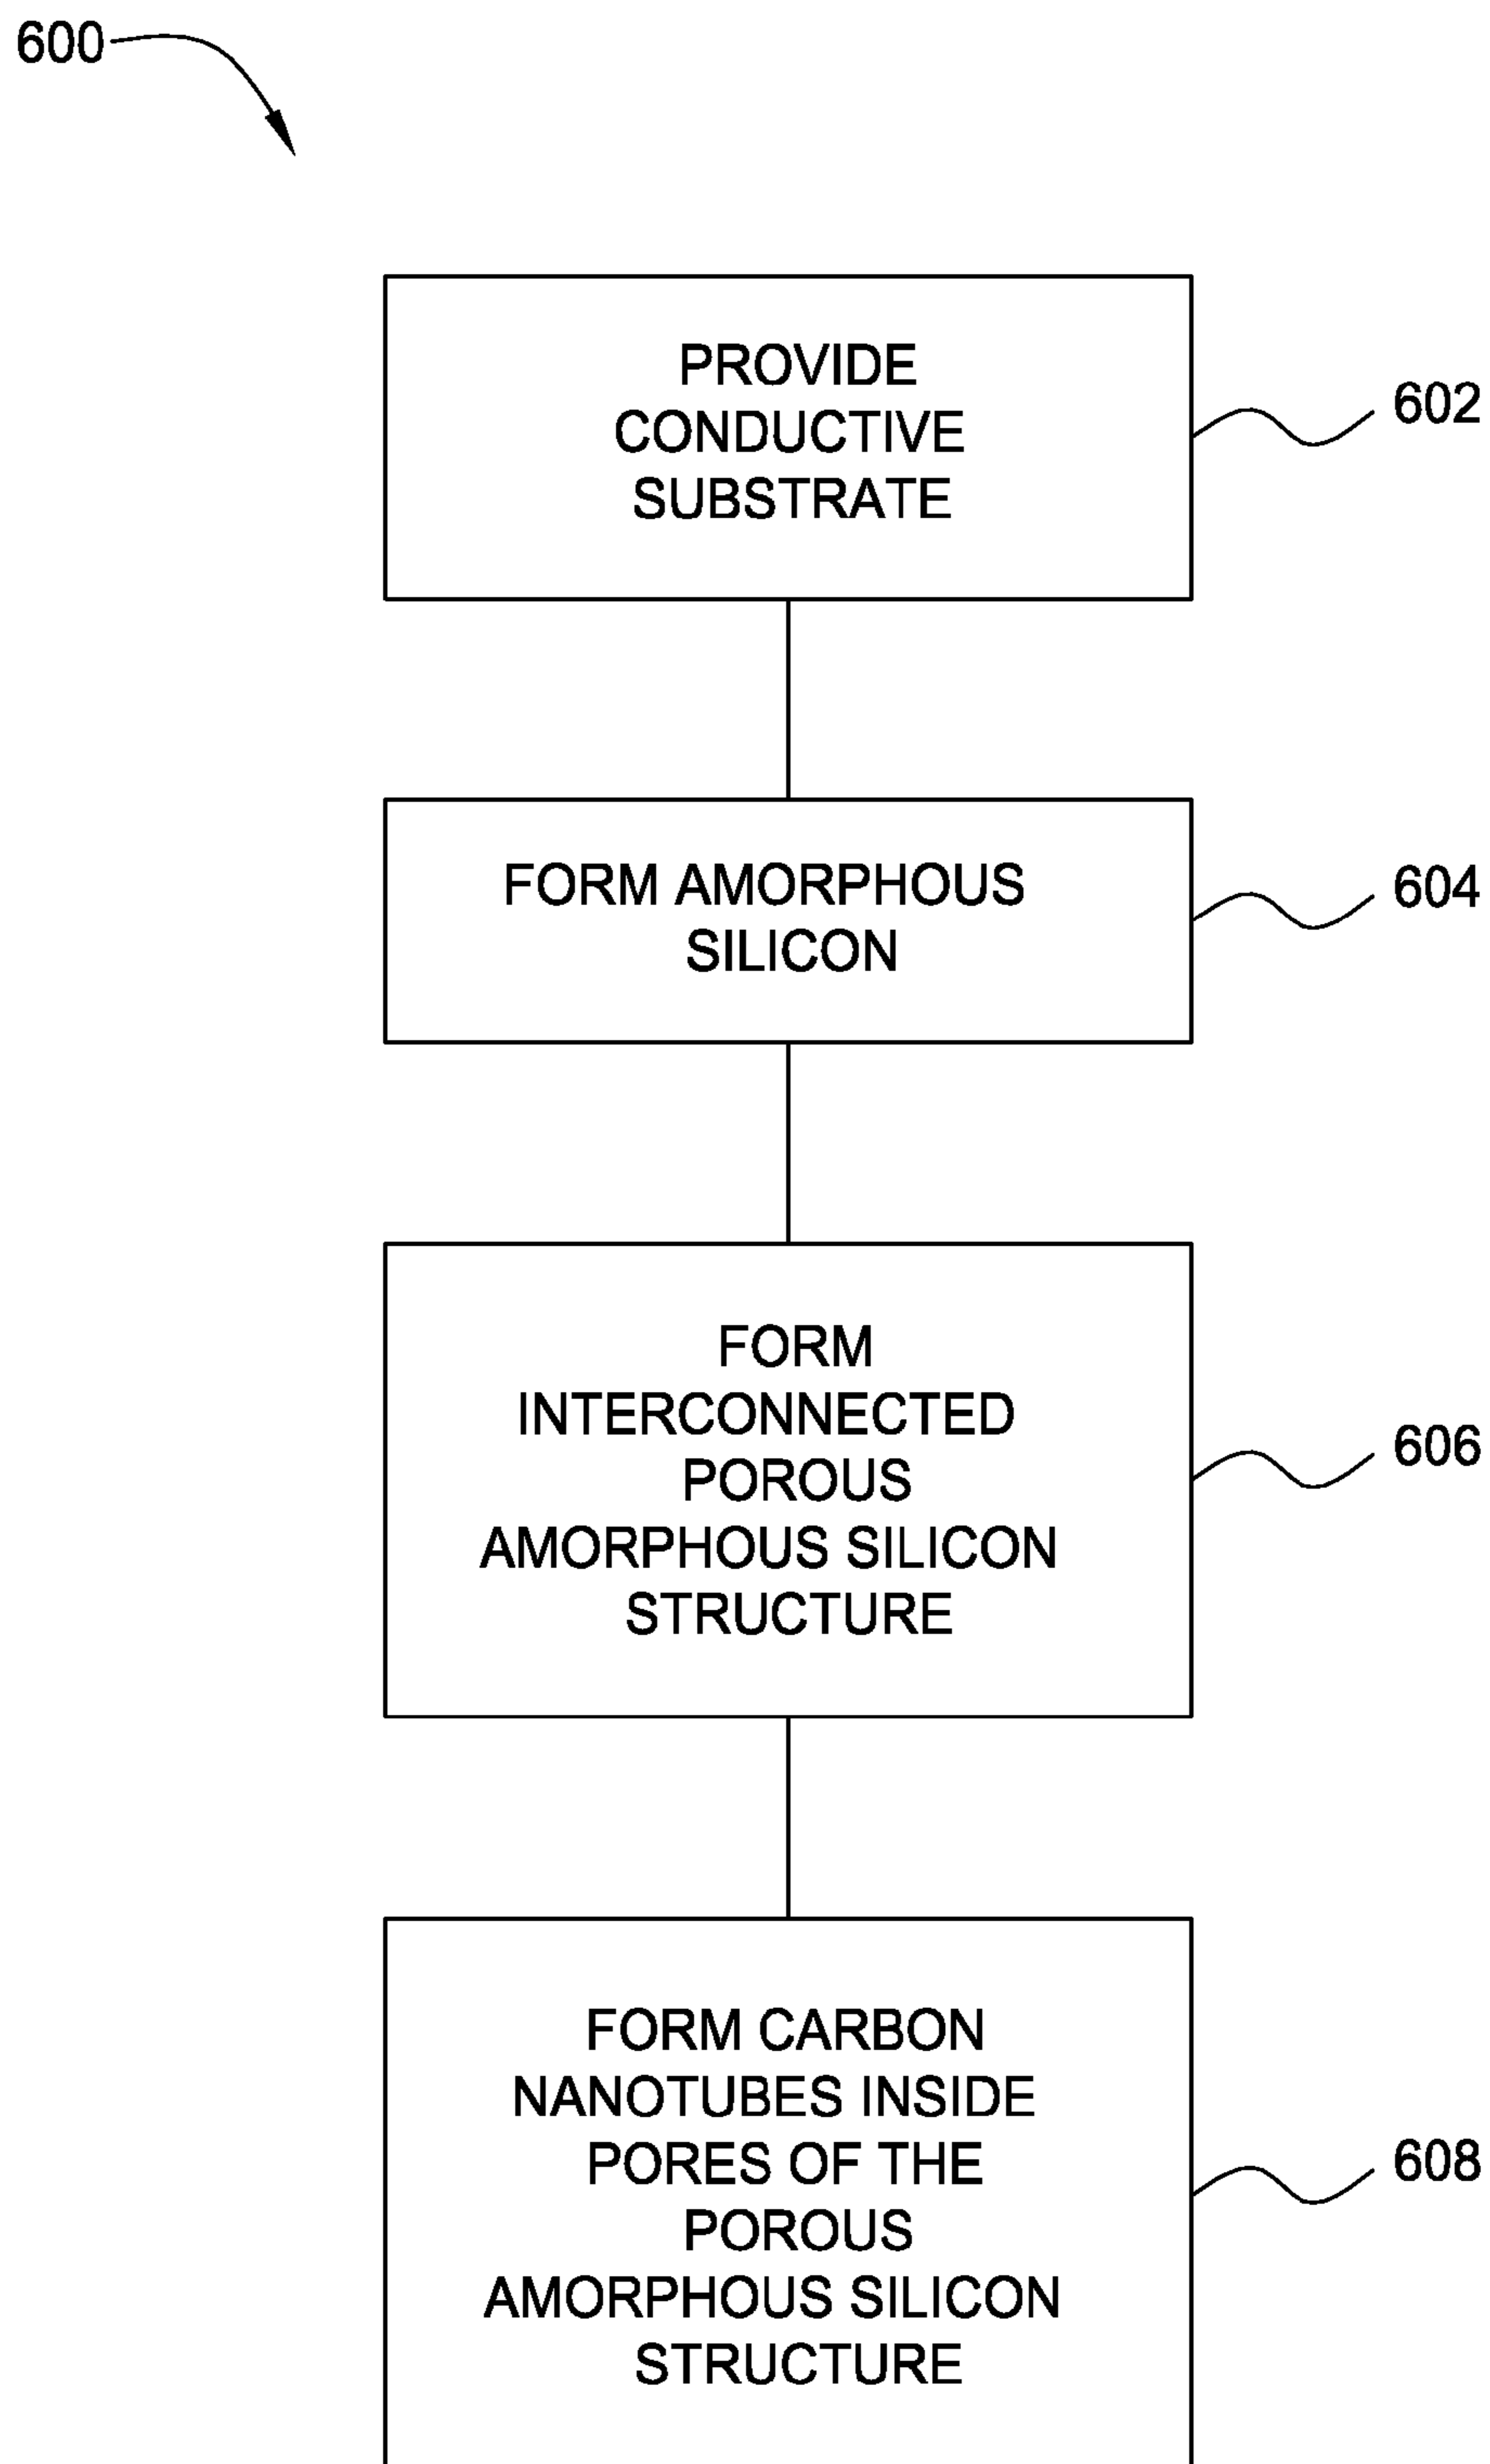 600
PROVIDE
CONDUCTIVE
SUBSTRATE
602
FORM AMORPHOUS
SILICON
604
FORM
INTERCONNECTED
POROUS
AMORPHOUS SILICON
STRUCTURE
606
FORM CARBON
NANOTUBES INSIDE
PORES OF THE
POROUS
AMORPHOUS SILICON
STRUCTURE
608